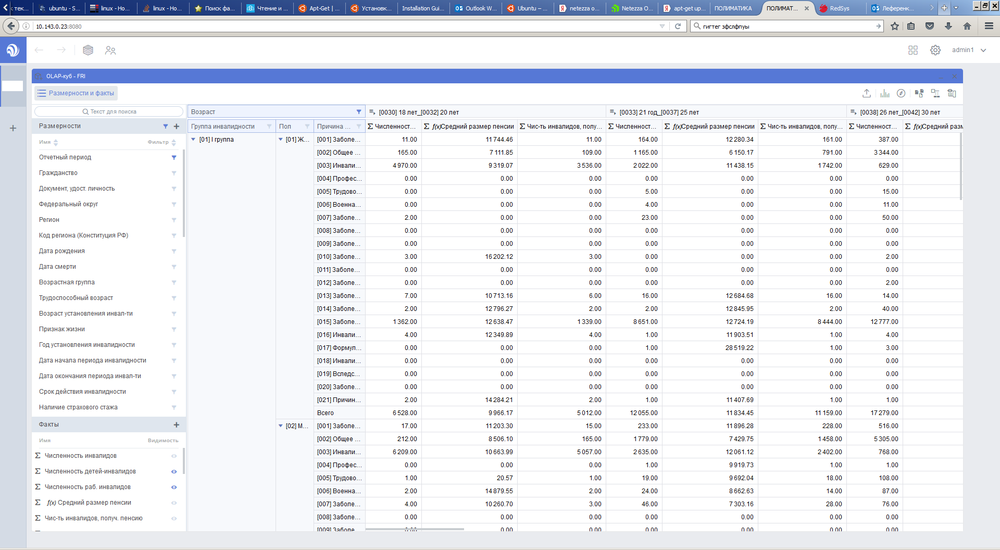 к тек...
ubuntu - S...
linux - Ho...
linux - Ho...
Поиск фа...
Чтение и ...
Apt-Get | ...
Установк...
Installation Gui...
Outlook W...
Ubuntu – ...
netezza o...
Netezza O...
apt-get up...
ПОЛИМАТИКА
ПОЛИМАТ...
RedSys
10.143.0.23:8080
гигтег зфслфпуы
admin1
OLAP-куб - FRI
Размерности и факты
Текст для поиска
Размерности
Имя Фильтр
Отчетный период
Гражданство
Документ, удост. личность
Федеральный округ
Регион
Код региона (Конституция РФ)
Дата рождения
Дата смерти
Возрастная группа
Трудоспособный возраст
Возраст установления инвал-ти
Признак жизни
Год установления инвалидности
Дата начала периода инвалидности
Дата окончания периода инвал-ти
Срок действия инвалидности
Наличие страхового стажа
Факты
Имя Видимость
Σ Численность инвалидов
Σ Численность детей-инвалидов
Σ Численность раб. инвалидов
Σ f(x) Средний размер пенсии
Σ Чис-ть инвалидов, получ. пенсию
Возраст [0030] 18 лет_[0032] 20 лет [0033] 21 год_[0037] 25 лет [0038] 26 лет_[0042] 30 лет
Группа инвалидности Пол Причина ... Σ Численност... Σ f(x)Средний размер пенсии Σ Чис-ть инвалидов, полу... Σ Численност... Σ f(x)Средний размер пенсии Σ Чис-ть инвалидов, полу... Σ Численност... Σ f(x)Средний разм
[01] I группа [01] Ж... [001] Заболе... 11.00 11 744.46 11.00 164.00 12 280.34 161.00 387.00
[002] Общее ... 165.00 7 111.85 109.00 1 165.00 6 150.17 791.00 3 344.00
[003] Инвали... 4 970.00 9 319.07 3 536.00 2 022.00 11 438.15 1 742.00 629.00
[004] Профес... 0.00 0.00 0.00 0.00 0.00 0.00 0.00
[005] Трудово... 0.00 0.00 0.00 5.00 0.00 0.00 15.00
[006] Военна... 0.00 0.00 0.00 4.00 0.00 0.00 11.00
[007] Заболе... 2.00 0.00 0.00 23.00 0.00 0.00 50.00
[008] Заболе... 0.00 0.00 0.00 0.00 0.00 0.00 0.00
[009] Заболе... 0.00 0.00 0.00 0.00 0.00 0.00 0.00
[010] Заболе... 3.00 16 202.12 3.00 0.00 0.00 0.00 2.00
[011] Заболе... 0.00 0.00 0.00 0.00 0.00 0.00 0.00
[012] Заболе... 0.00 0.00 0.00 0.00 0.00 0.00 2.00
[013] Заболе... 7.00 10 713.16 6.00 16.00 12 684.68 16.00 14.00
[014] Заболе... 2.00 12 796.27 2.00 2.00 12 845.95 2.00 40.00
[015] Заболе... 1 362.00 12 638.47 1 339.00 8 651.00 12 724.19 8 444.00 12 777.00
[016] Инвали... 4.00 12 349.89 4.00 1.00 11 903.51 1.00 4.00
[017] Формул... 0.00 0.00 0.00 1.00 28 519.22 1.00 3.00
[018] Инвали... 0.00 0.00 0.00 0.00 0.00 0.00 0.00
[019] Вследс... 0.00 0.00 0.00 0.00 0.00 0.00 0.00
[020] Заболе... 0.00 0.00 0.00 0.00 0.00 0.00 0.00
[021] Причин... 2.00 14 284.21 2.00 1.00 11 407.69 1.00 1.00
Всего 6 528.00 9 966.17 5 012.00 12 055.00 11 834.45 11 159.00 17 279.00
[02] М... [001] Заболе... 17.00 11 203.30 15.00 233.00 11 896.28 228.00 516.00
[002] Общее ... 212.00 8 506.10 165.00 1 779.00 7 429.75 1 458.00 5 305.00
[003] Инвали... 6 209.00 10 663.99 5 057.00 2 635.00 12 061.12 2 402.00 768.00
[004] Профес... 0.00 0.00 0.00 1.00 9 919.73 1.00 1.00
[005] Трудово... 1.00 20.57 1.00 19.00 9 692.04 18.00 108.00
[006] Военна... 2.00 14 879.55 2.00 24.00 8 662.63 14.00 87.00
[007] Заболе... 4.00 10 260.70 3.00 46.00 7 303.16 28.00 76.00
[008] Заболе... 0.00 0.00 0.00 0.00 0.00 0.00 0.00
[009] Заболе... 0.00 0.00 0.00 0.00 0.00 0.00 0.00